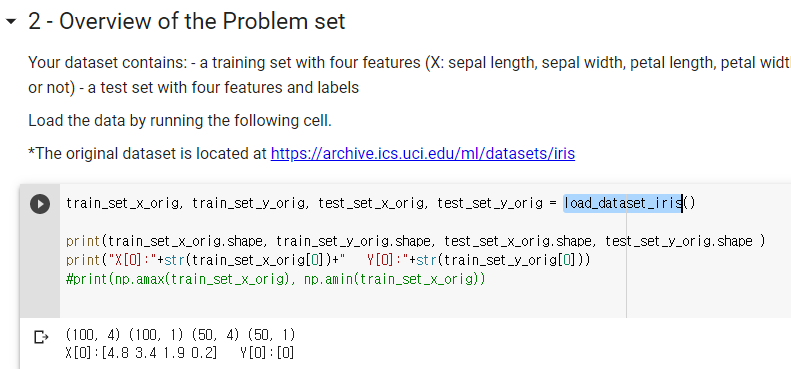 2 - Overview of the Problem set
Your dataset contains: - a training set with four features (X: sepal length, sepal width, petal length, petal
or not) - a test set with four features and labels
Load the data by running the following cell.
*The original dataset is located at https://archive.ics.uci.edu/ml/datasets/iris
train_set_x_orig, train_set_y_orig, test_set_x_orig, test_set_y_orig = load_dataset_iris()
print(train_set_x_orig.shape, train_set_y_orig.shape, test_set_x_orig.shape, test_set_y_orig.shape )
print("X[0]:"+str(train_set_x_orig[0])+"   Y[0]:"+str(train_set_y_orig[0]))
#print(np.amax(train_set_x_orig), np.amin(train_set_x_orig))
(100, 4) (100, 1) (50, 4) (50, 1)
X[0]:[4.8 3.4 1.9 0.2]   Y[0]:[0]